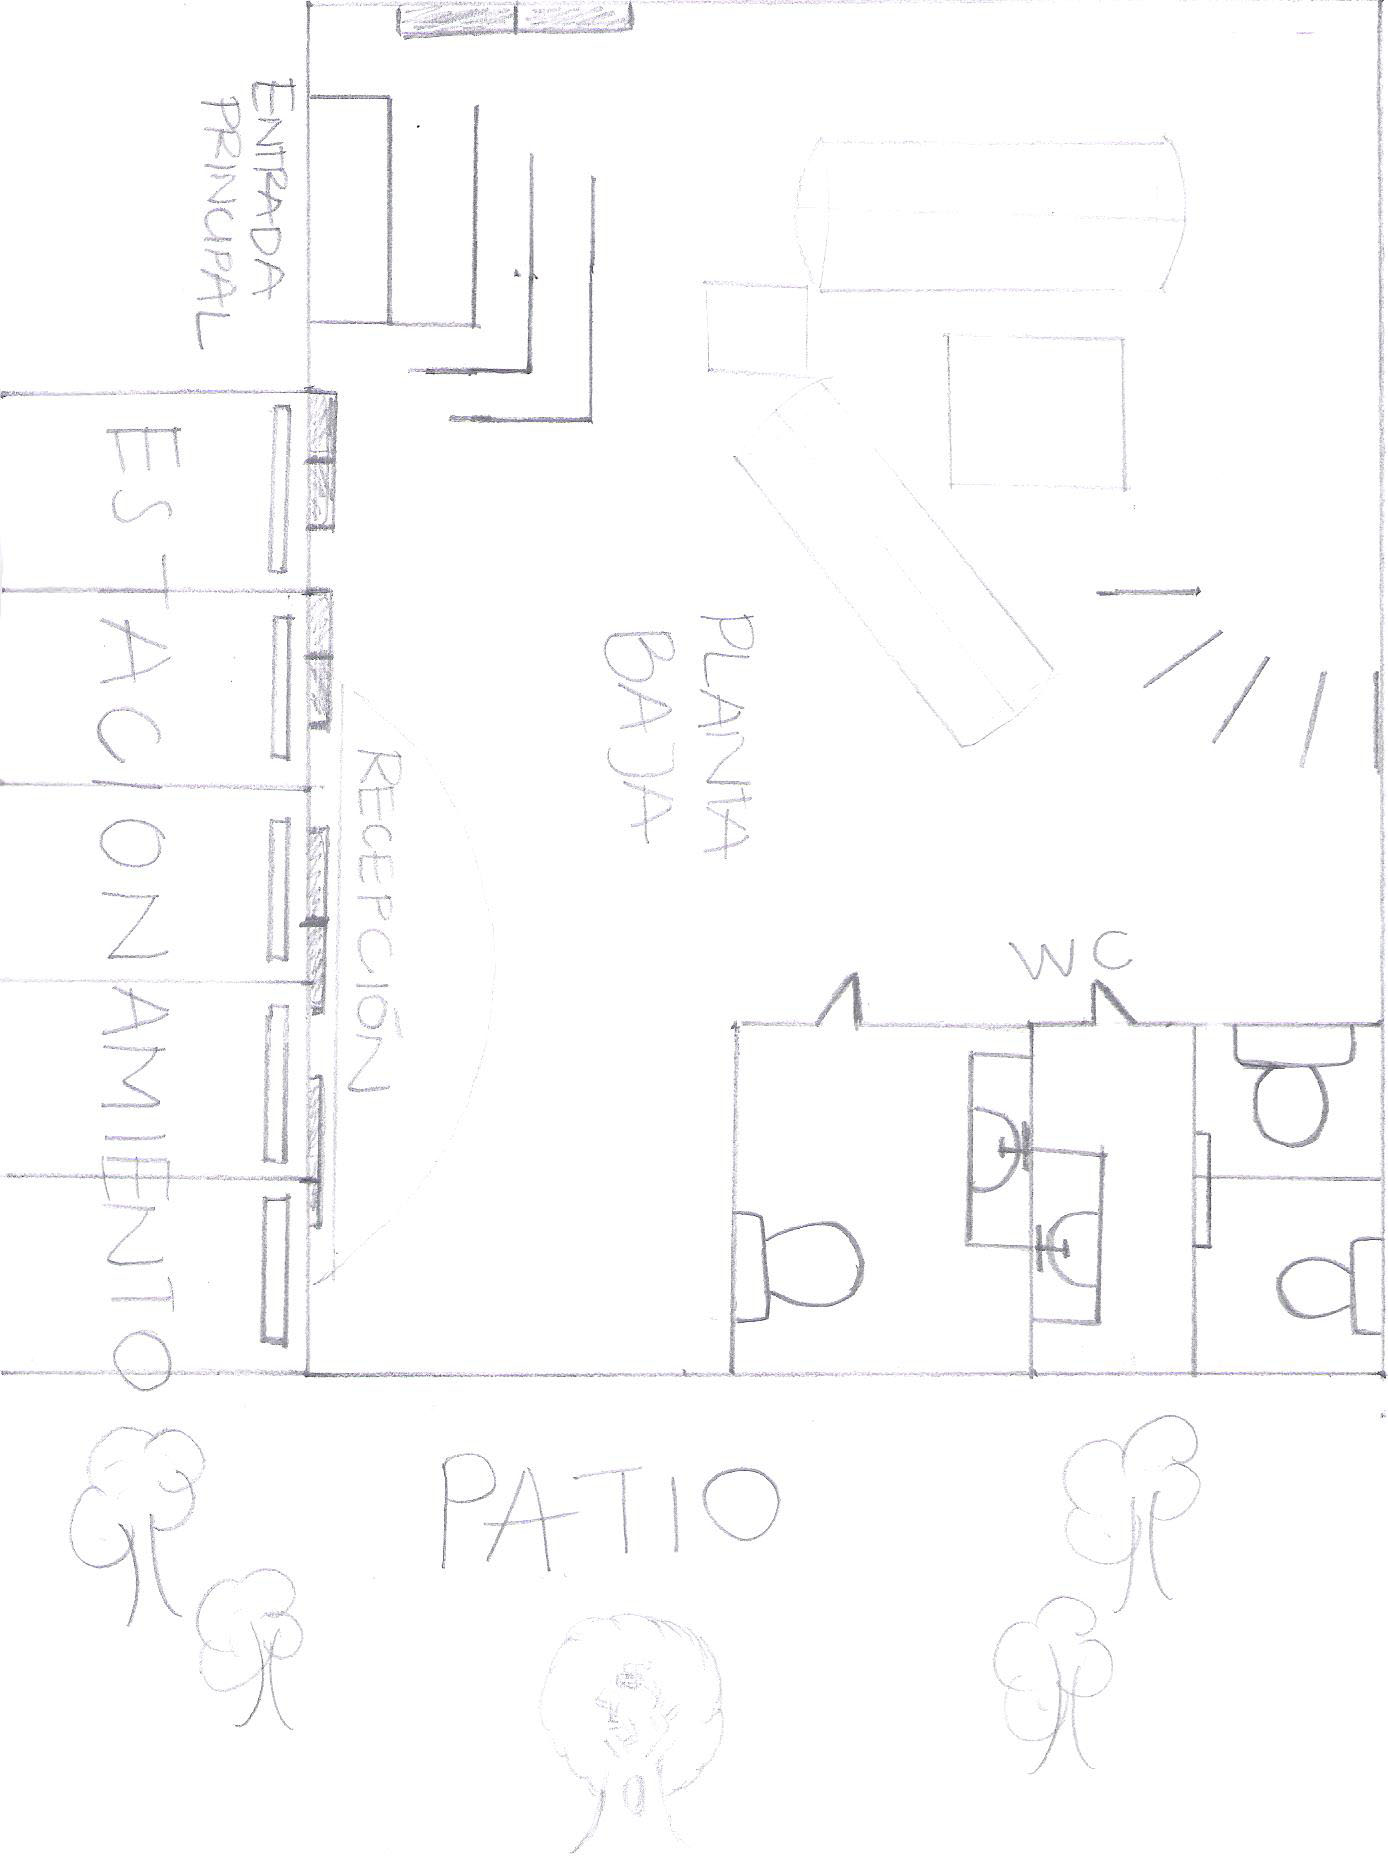 ENTRADA
PRINCIPAL
ESTACIONAMIENTO
RECEPCIÓN
PLANTA
BAJA
WC
PATIO